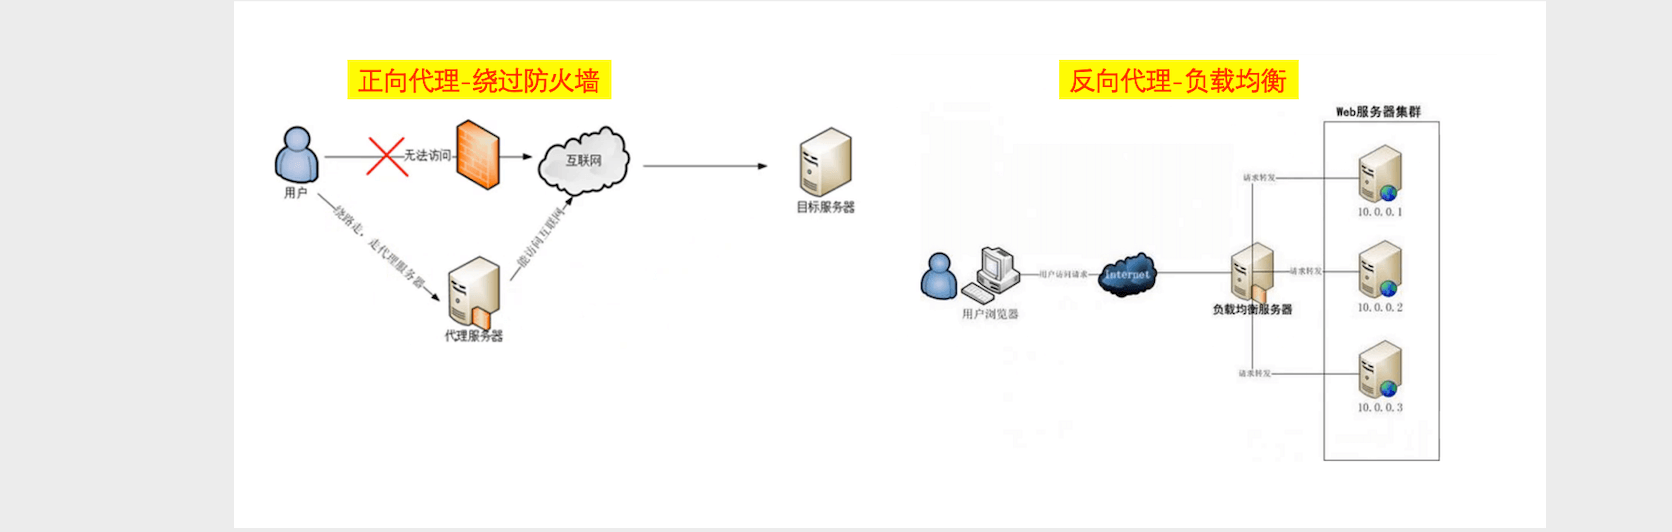 正向代理-绕过防火墙
无法访问
互联网
用户
目标服务器
绕路走，走代理服务器
能访问互联网
代理服务器
反向代理-负载均衡
Web服务器集群
请求转发
10.0.0.1
用户访问请求
Internet
请求转发
用户浏览器
负载均衡服务器
10.0.0.2
请求转发
10.0.0.3